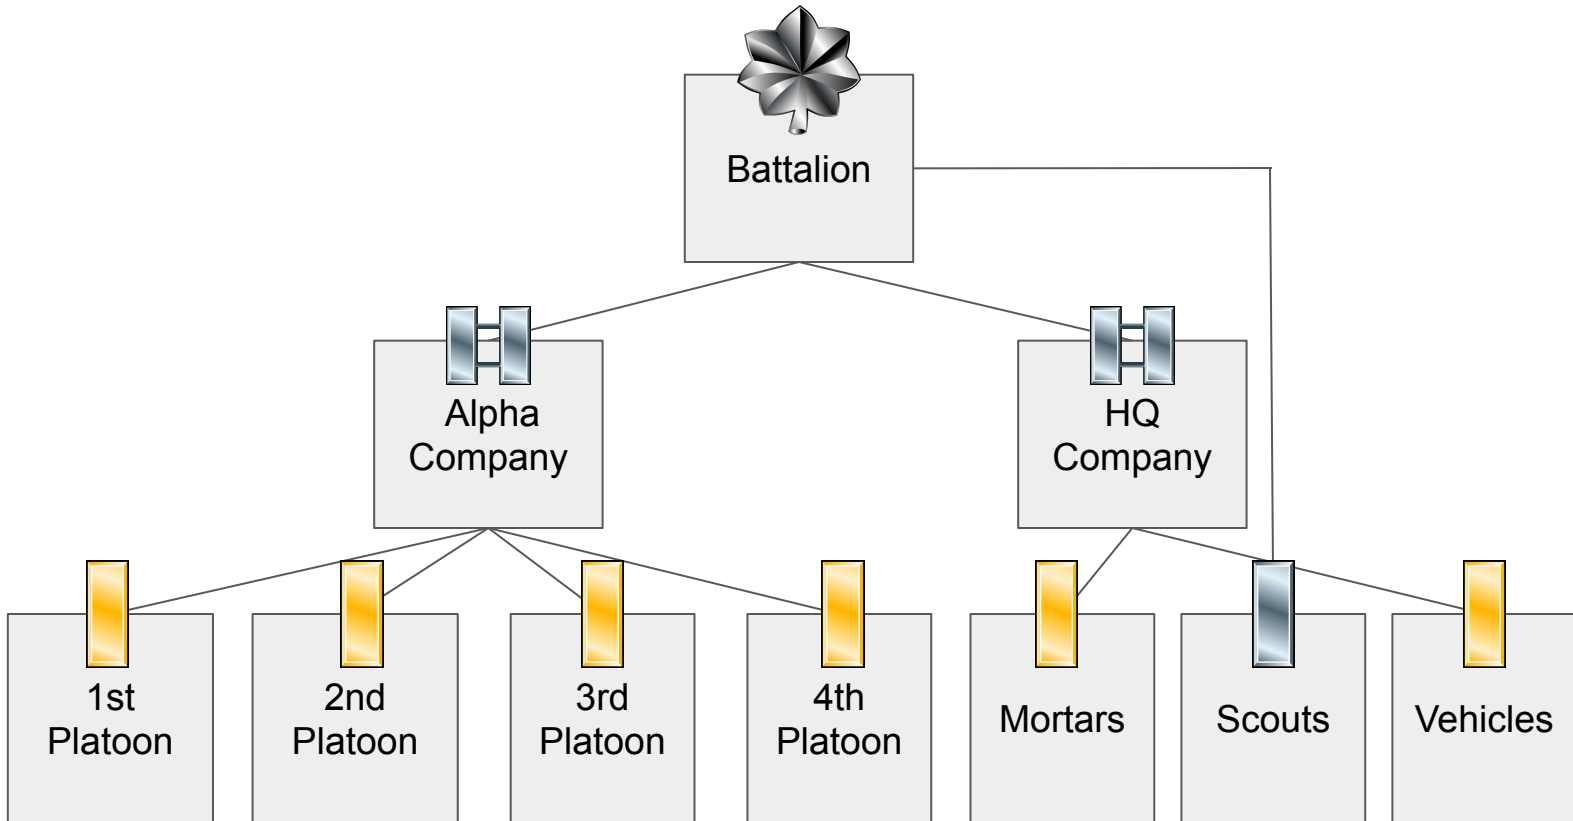 Battalion
Alpha
Company
HQ
Company
1st
Platoon
2nd
Platoon
3rd
Platoon
4th
Platoon
Mortars
Scouts
Vehicles